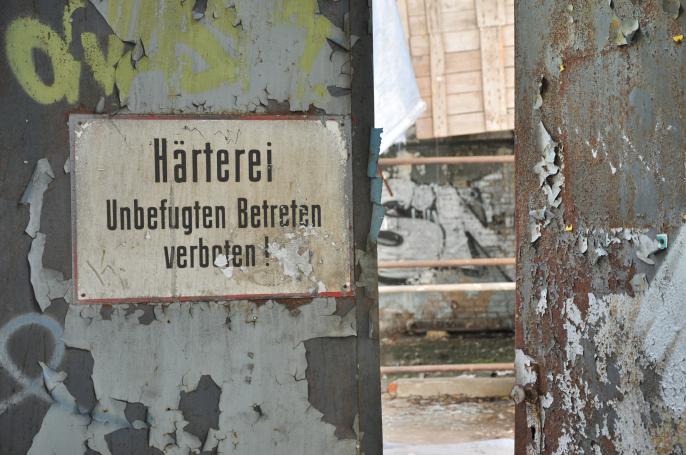 Härterei
Unbefugten Betreten
verboten !